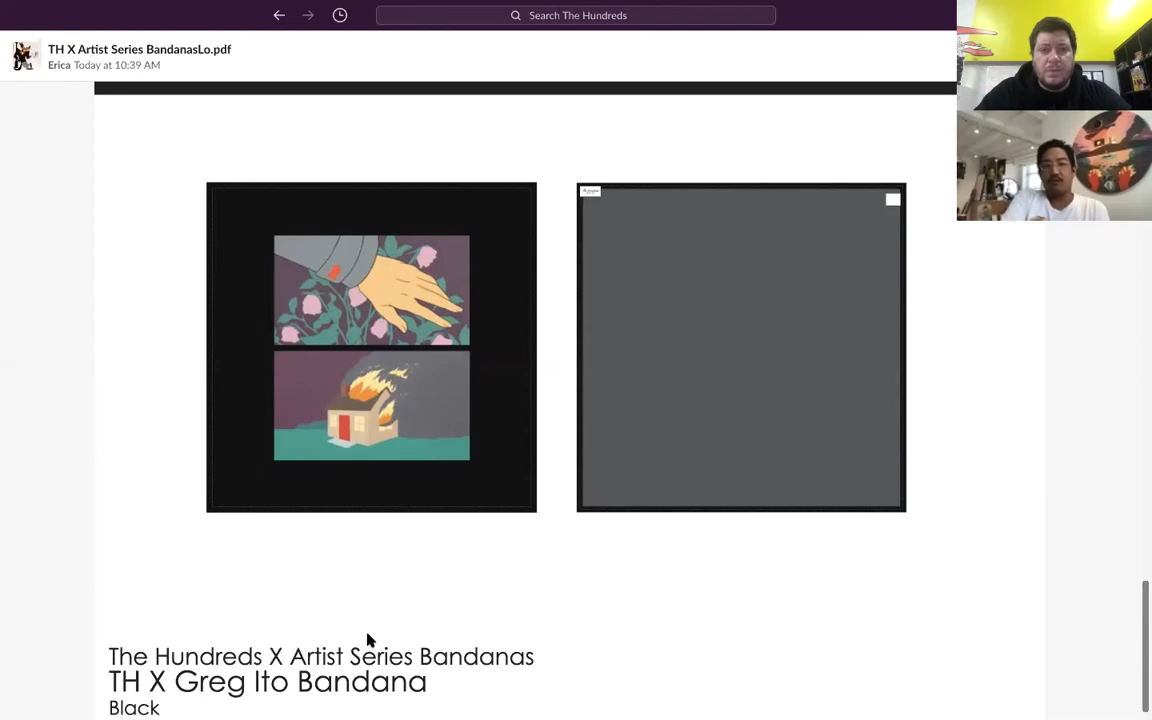 Search The Hundreds
TH X Artist Series BandanasLo.pdf
Erica Today at 10:39 AM
The Hundreds X Artist Series Bandanas
TH X Greg Ito Bandana
Black